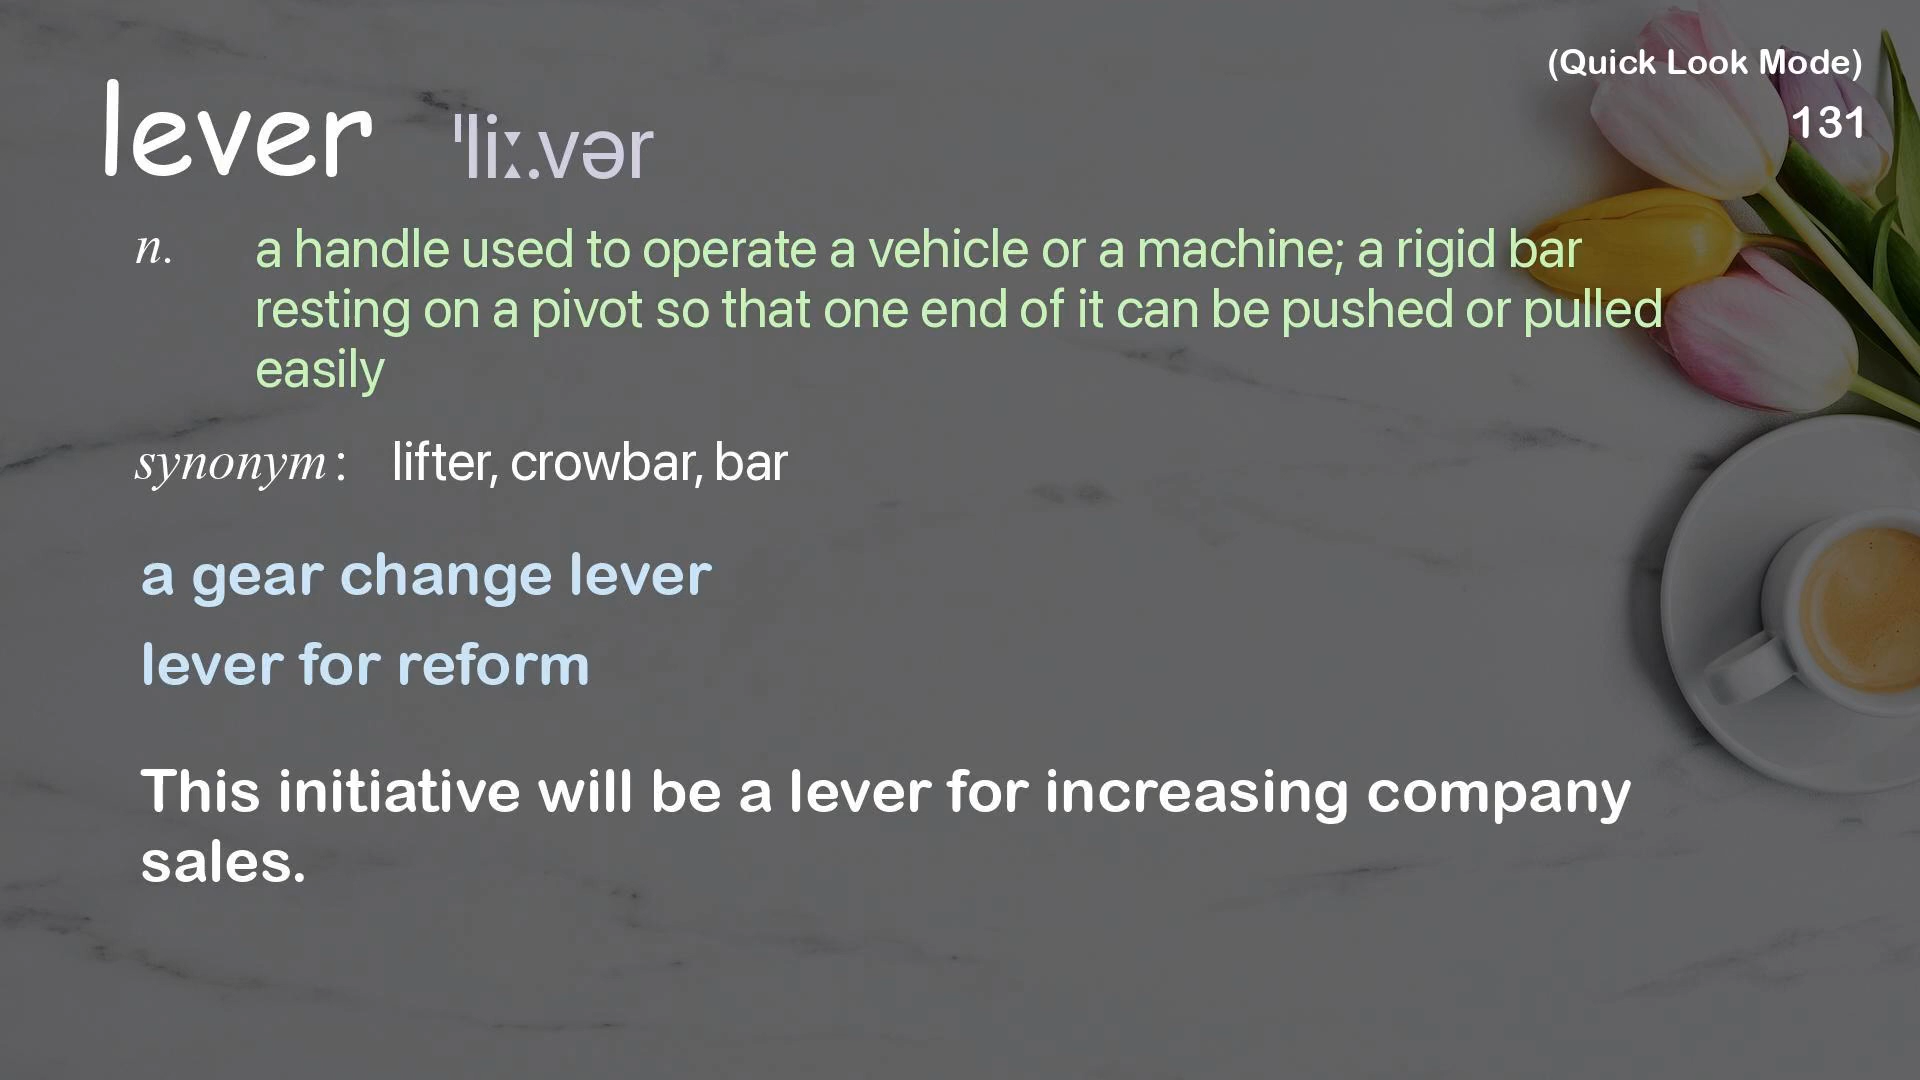 (Quick Look Mode)
131
lever ˈliː.vər
n. a handle used to operate a vehicle or a machine; a rigid bar
resting on a pivot so that one end of it can be pushed or pulled
easily
synonym: lifter, crowbar, bar
a gear change lever
lever for reform
This initiative will be a lever for increasing company
sales.